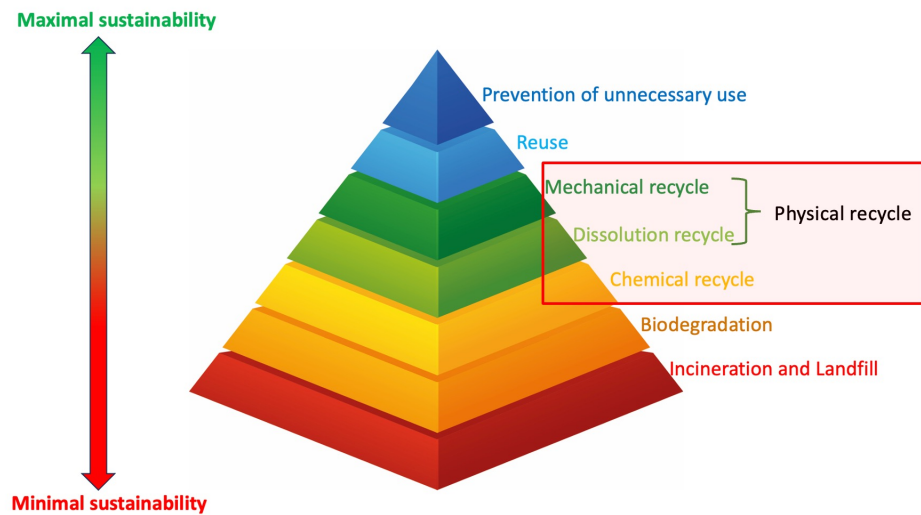 Maximal sustainability
Prevention of unnecessary use
Reuse
Mechanical recycle
Physical recycle
Dissolution recycle
Chemical recycle
Biodegradation
Incineration and Landfill
Minimal sustainability